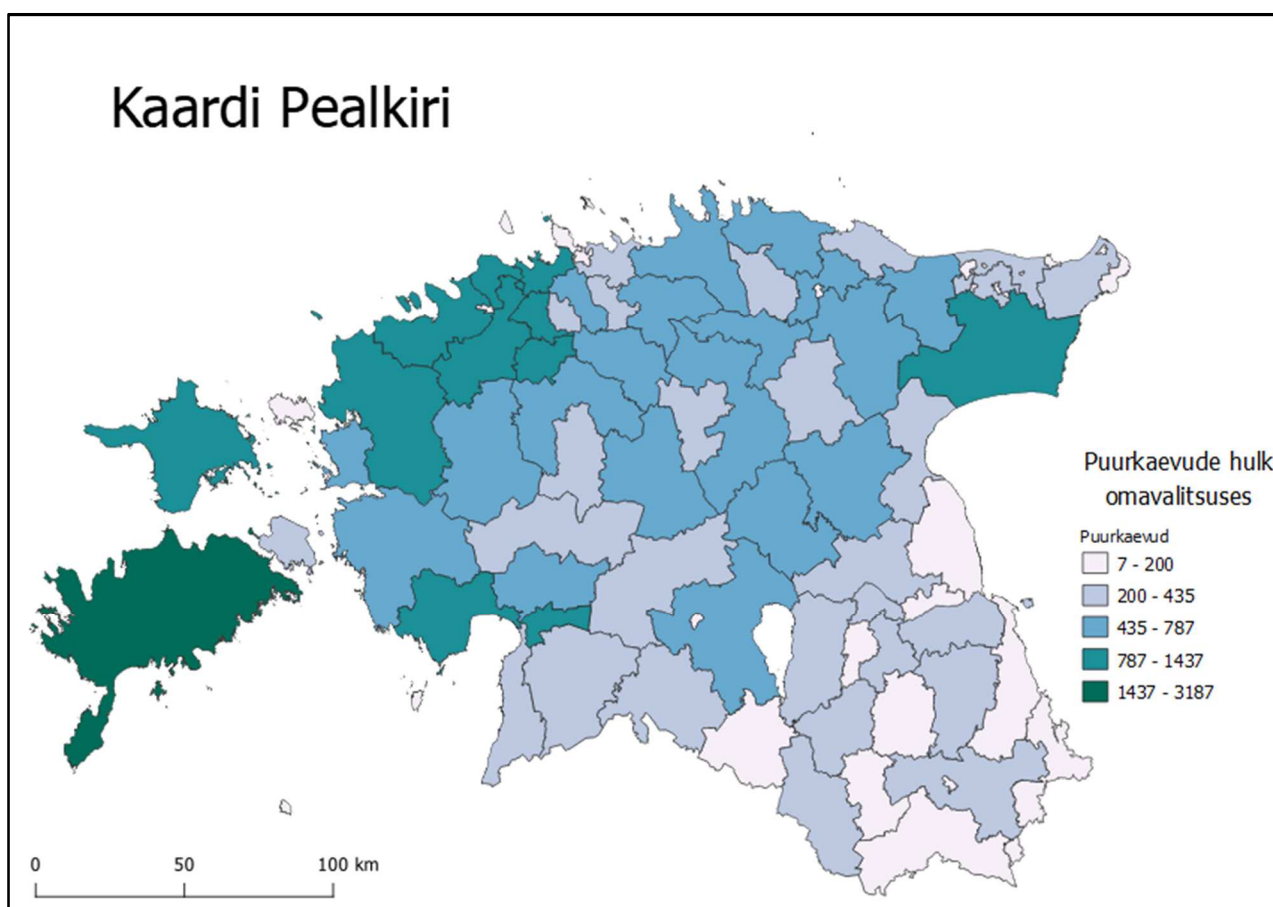 Kaardi Pealkiri
Puurkaevude hulk
omavalitsuses
Puurkaevud
7 - 200
200 - 435
435 - 787
787 - 1437
1437 - 3187
0 50 100 km